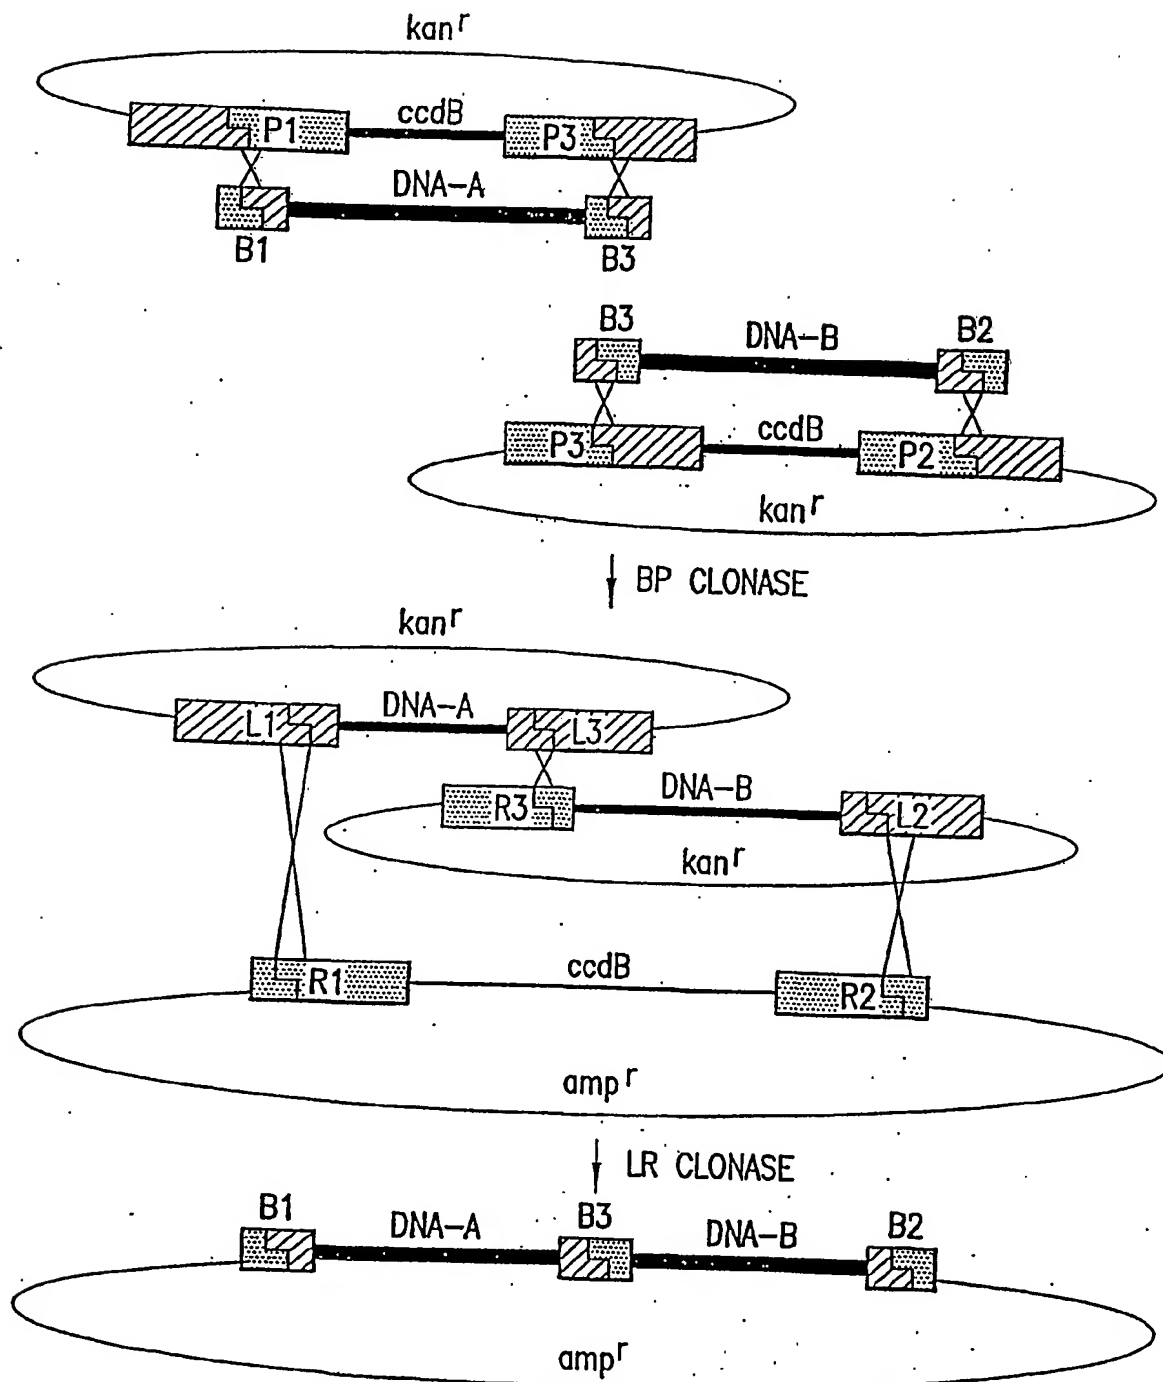 kanʳ
P1 ccdB P3
DNA-A
B1 B3
B3 DNA-B B2
P3 ccdB P2
kanʳ
BP CLONASE
kanʳ
L1 DNA-A L3
R3 DNA-B L2
kanʳ
R1 ccdB R2
ampʳ
LR CLONASE
B1 DNA-A B3 DNA-B B2
ampʳ